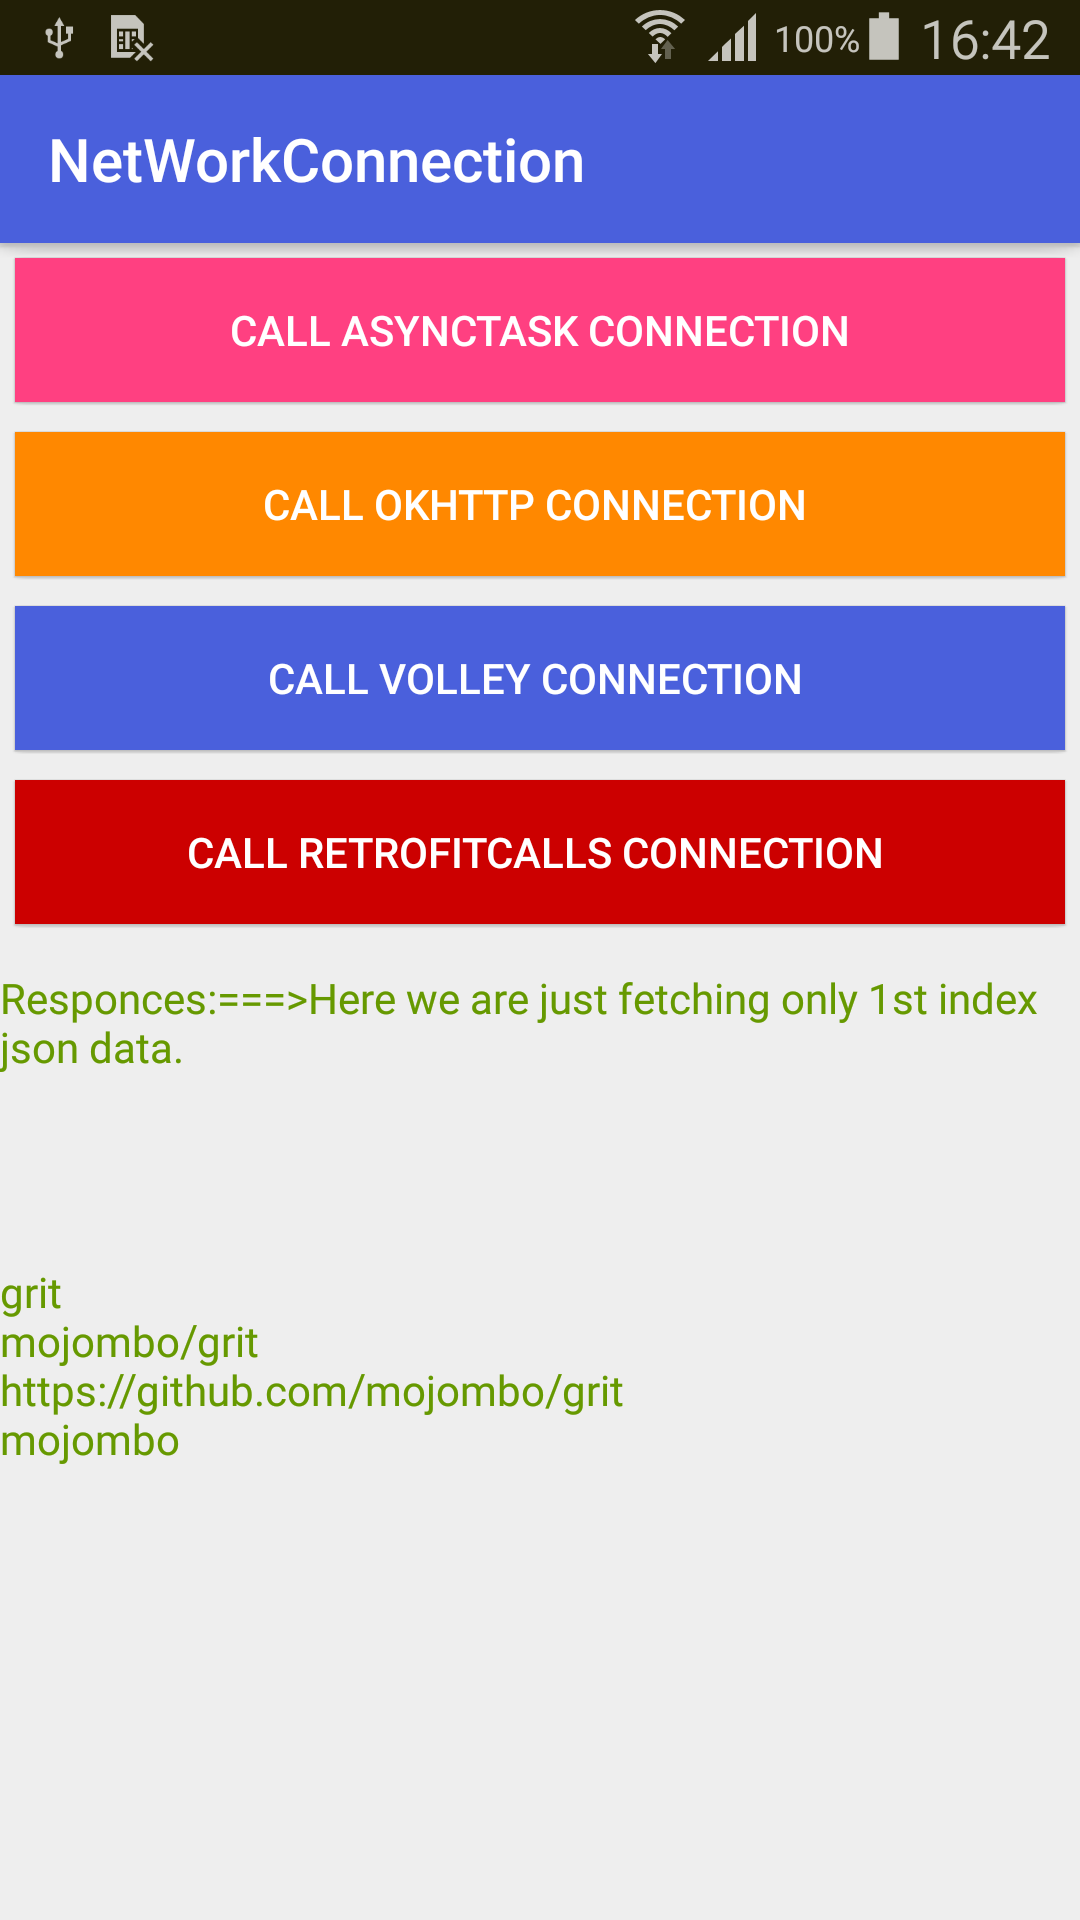 100% 16:42
NetWorkConnection
CALL ASYNCTASK CONNECTION
CALL OKHTTP CONNECTION
CALL VOLLEY CONNECTION
CALL RETROFITCALLS CONNECTION
Responces:===>Here we are just fetching only 1st index
json data.
grit
mojombo/grit
https://github.com/mojombo/grit
mojombo